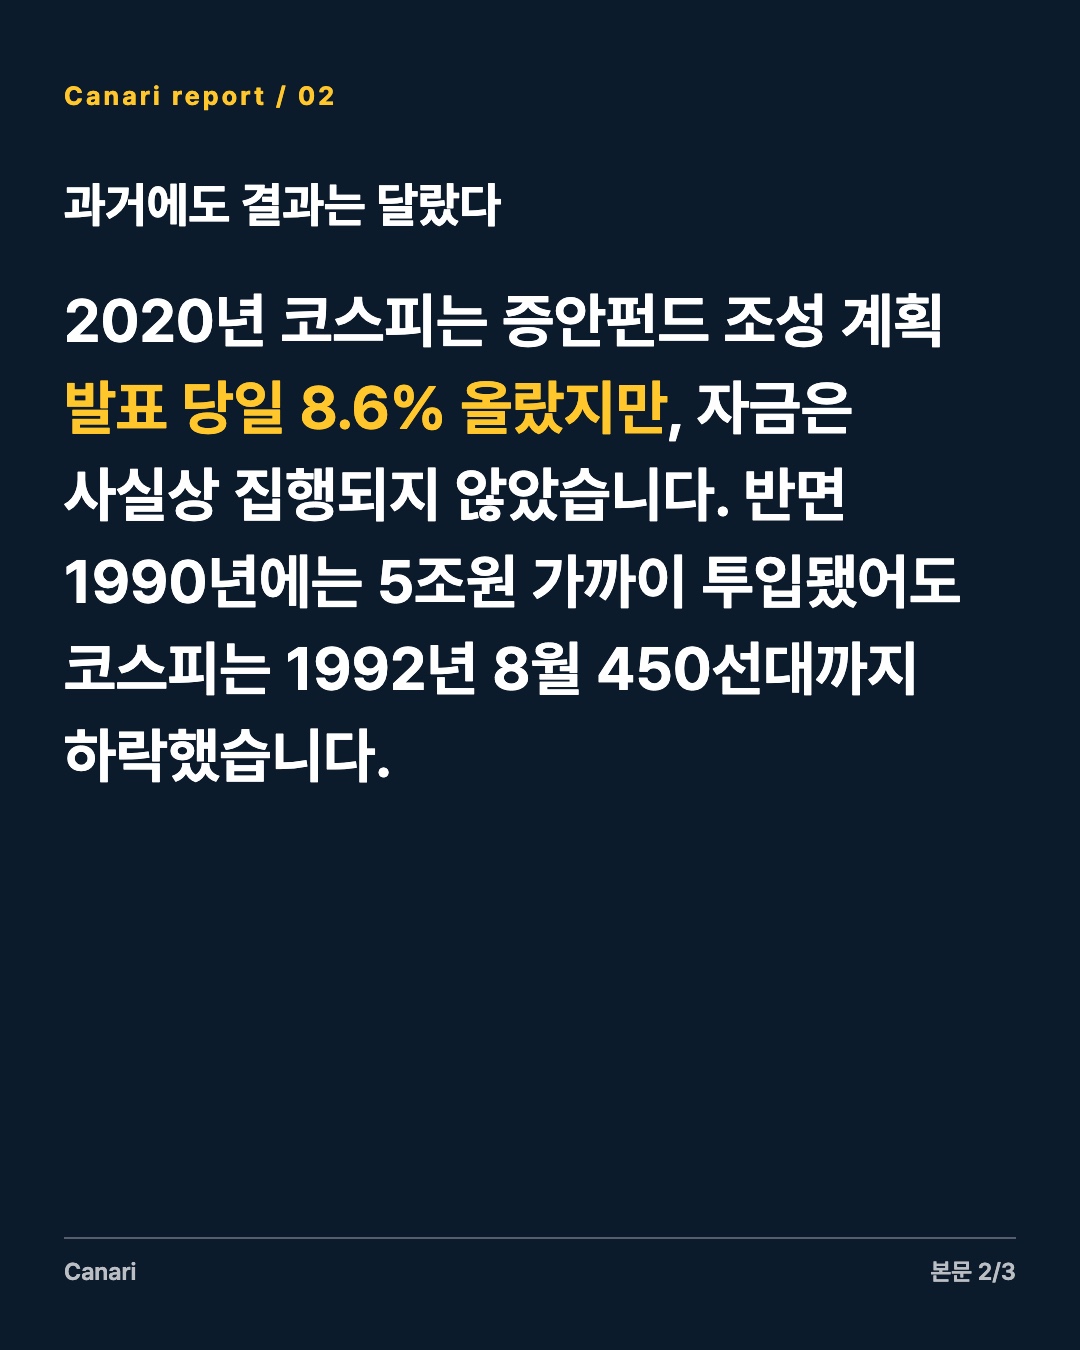 Canari report / 02
과거에도 결과는 달랐다
2020년 코스피는 증안펀드 조성 계획
발표 당일 8.6% 올랐지만, 자금은
사실상 집행되지 않았습니다. 반면
1990년에는 5조원 가까이 투입됐어도
코스피는 1992년 8월 450선대까지
하락했습니다.
Canari
본문 2/3